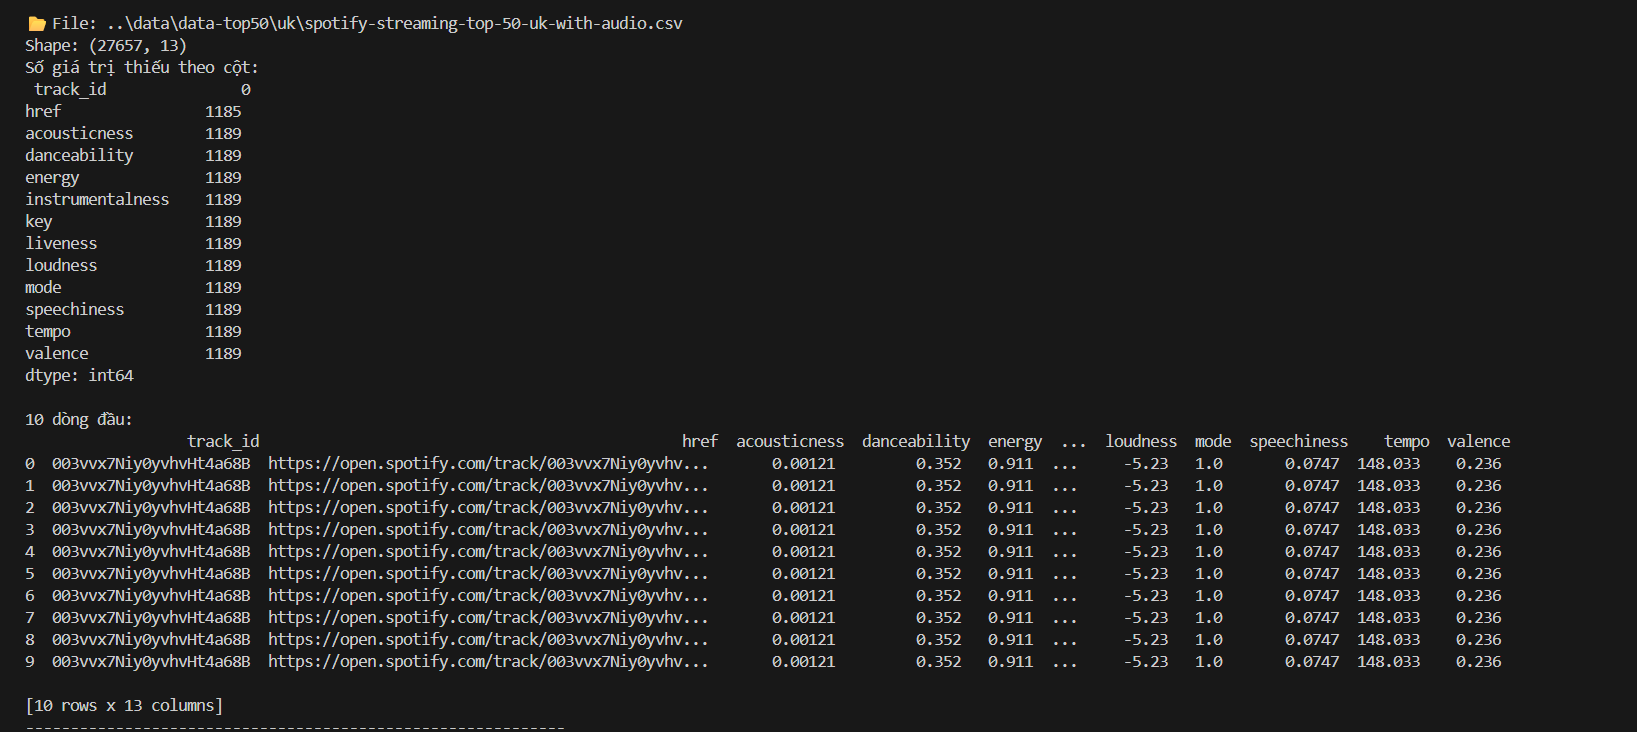 📂 File: ..\data\data-top50\uk\spotify-streaming-top-50-uk-with-audio.csv
Shape: (27657, 13)
Số giá trị thiếu theo cột:
track_id 0
href 1185
acousticness 1189
danceability 1189
energy 1189
instrumentalness 1189
key 1189
liveness 1189
loudness 1189
mode 1189
speechiness 1189
tempo 1189
valence 1189
dtype: int64
10 dòng đầu:
track_id href acousticness danceability energy ... loudness mode speechiness tempo valence
0 003vvx7Niy0yvhvHt4a68B https://open.spotify.com/track/003vvx7Niy0yvhv... 0.00121 0.352 0.911 ... -5.23 1.0 0.0747 148.033 0.236
1 003vvx7Niy0yvhvHt4a68B https://open.spotify.com/track/003vvx7Niy0yvhv... 0.00121 0.352 0.911 ... -5.23 1.0 0.0747 148.033 0.236
2 003vvx7Niy0yvhvHt4a68B https://open.spotify.com/track/003vvx7Niy0yvhv... 0.00121 0.352 0.911 ... -5.23 1.0 0.0747 148.033 0.236
3 003vvx7Niy0yvhvHt4a68B https://open.spotify.com/track/003vvx7Niy0yvhv... 0.00121 0.352 0.911 ... -5.23 1.0 0.0747 148.033 0.236
4 003vvx7Niy0yvhvHt4a68B https://open.spotify.com/track/003vvx7Niy0yvhv... 0.00121 0.352 0.911 ... -5.23 1.0 0.0747 148.033 0.236
5 003vvx7Niy0yvhvHt4a68B https://open.spotify.com/track/003vvx7Niy0yvhv... 0.00121 0.352 0.911 ... -5.23 1.0 0.0747 148.033 0.236
6 003vvx7Niy0yvhvHt4a68B https://open.spotify.com/track/003vvx7Niy0yvhv... 0.00121 0.352 0.911 ... -5.23 1.0 0.0747 148.033 0.236
7 003vvx7Niy0yvhvHt4a68B https://open.spotify.com/track/003vvx7Niy0yvhv... 0.00121 0.352 0.911 ... -5.23 1.0 0.0747 148.033 0.236
8 003vvx7Niy0yvhvHt4a68B https://open.spotify.com/track/003vvx7Niy0yvhv... 0.00121 0.352 0.911 ... -5.23 1.0 0.0747 148.033 0.236
9 003vvx7Niy0yvhvHt4a68B https://open.spotify.com/track/003vvx7Niy0yvhv... 0.00121 0.352 0.911 ... -5.23 1.0 0.0747 148.033 0.236
[10 rows x 13 columns]
------------------------------------------------------------